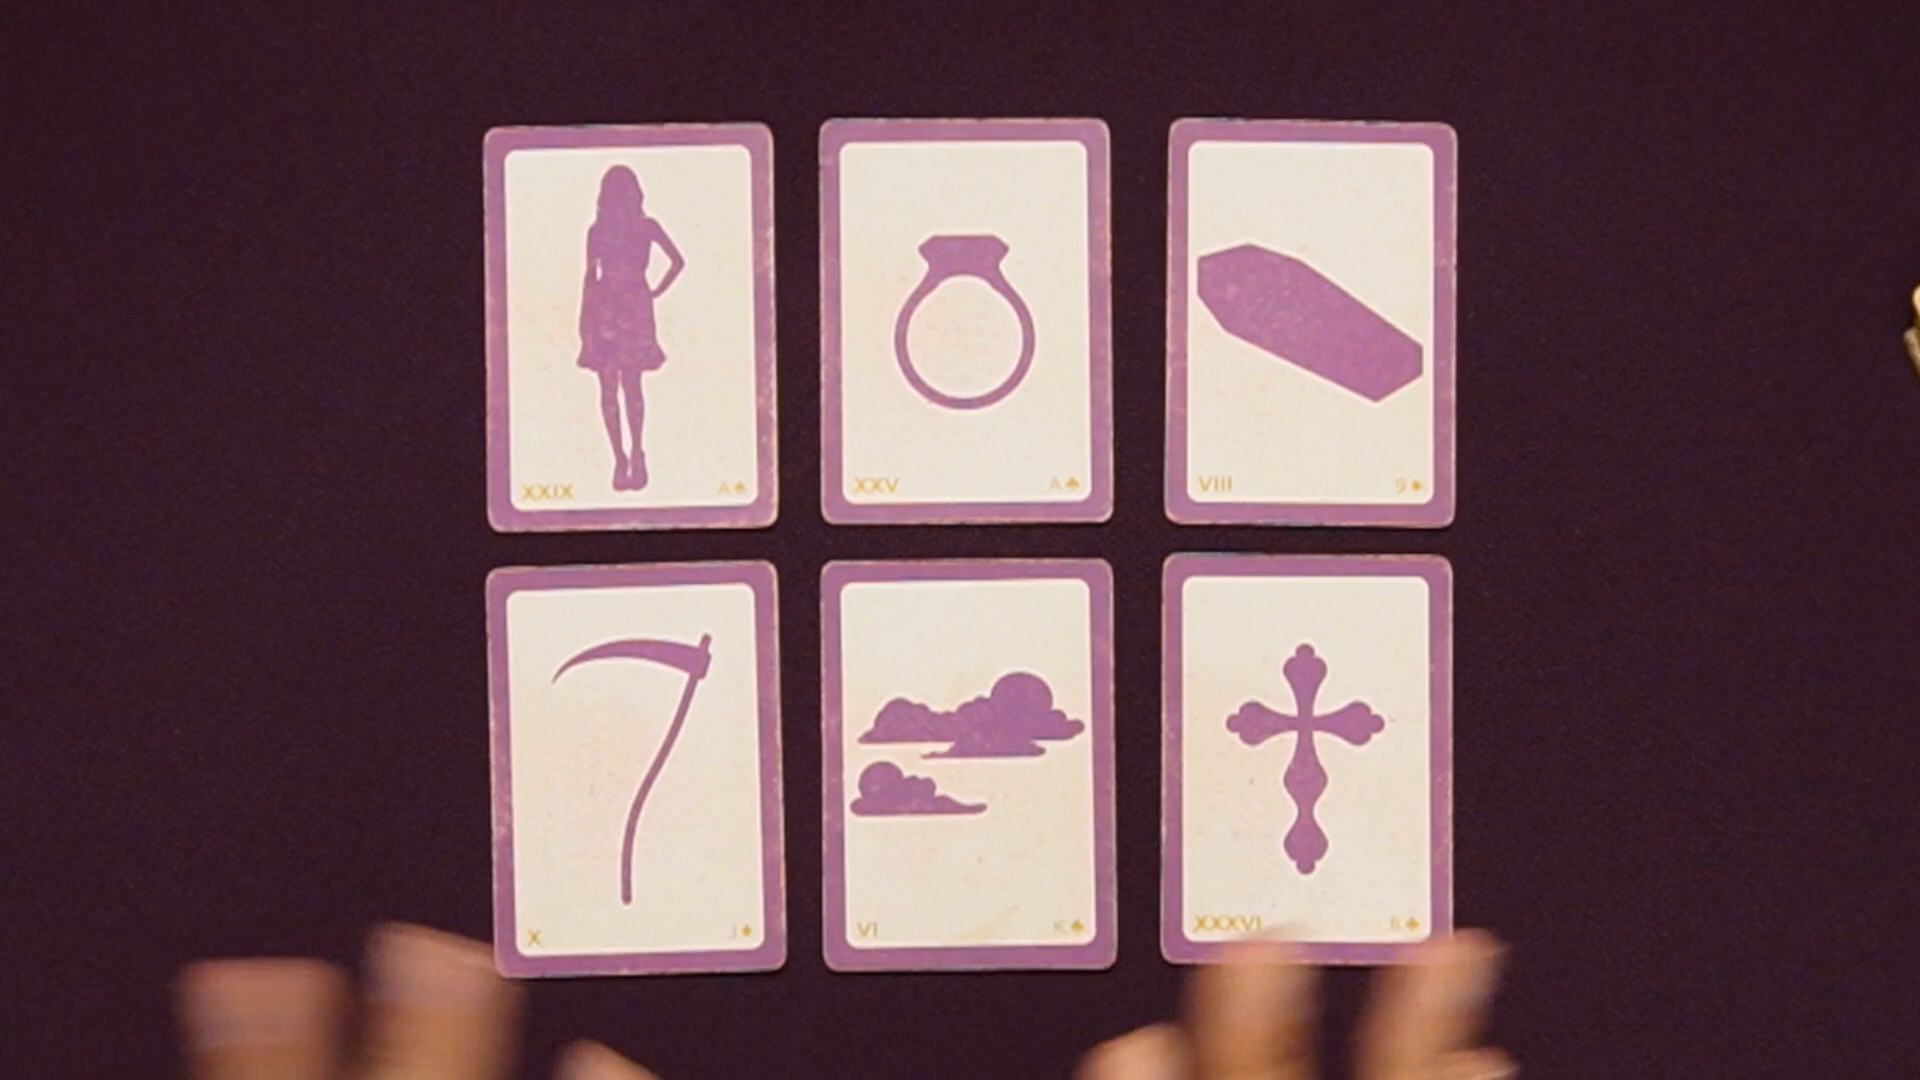 XXIX A♠
XXV A♣
VIII 9♦
X J♦
VI K♣
XXXVI 6♣